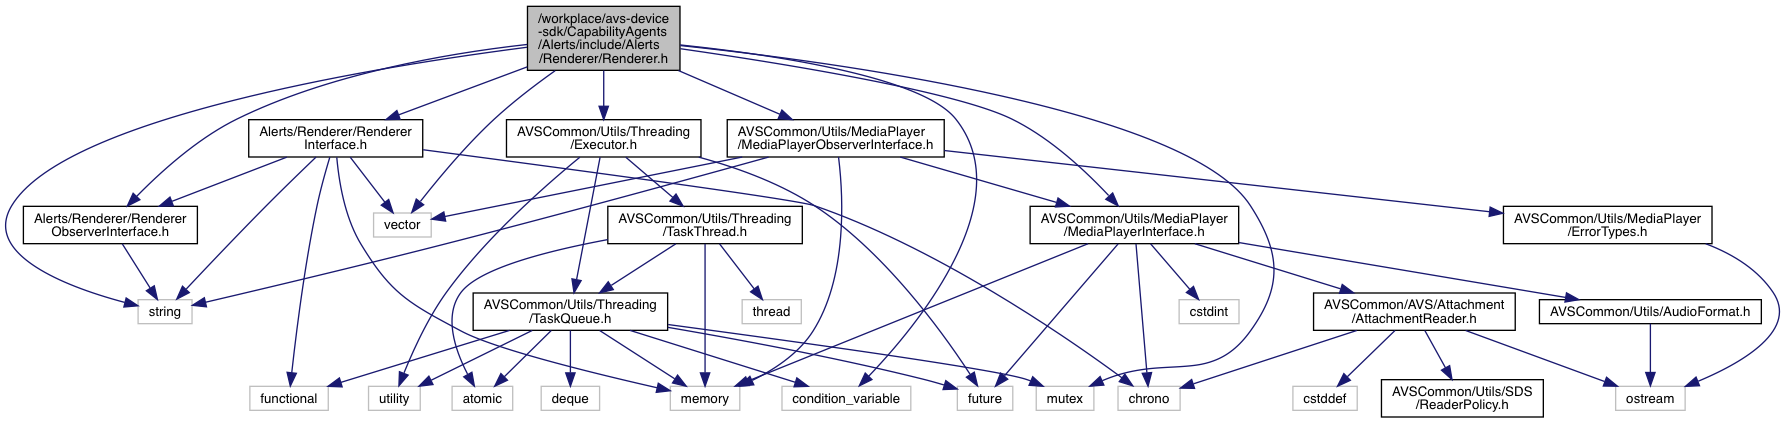 /workplace/avs-device
-sdk/CapabilityAgents
/Alerts/include/Alerts
/Renderer/Renderer.h
Alerts/Renderer/Renderer
Interface.h
AVSCommon/Utils/Threading
/Executor.h
AVSCommon/Utils/MediaPlayer
/MediaPlayerObserverInterface.h
Alerts/Renderer/Renderer
ObserverInterface.h
vector
AVSCommon/Utils/Threading
/TaskThread.h
AVSCommon/Utils/MediaPlayer
/MediaPlayerInterface.h
AVSCommon/Utils/MediaPlayer
/ErrorTypes.h
string
AVSCommon/Utils/Threading
/TaskQueue.h
thread
cstdint
AVSCommon/AVS/Attachment
/AttachmentReader.h
AVSCommon/Utils/AudioFormat.h
functional
utility
atomic
deque
memory
condition_variable
future
mutex
chrono
cstddef
AVSCommon/Utils/SDS
/ReaderPolicy.h
ostream